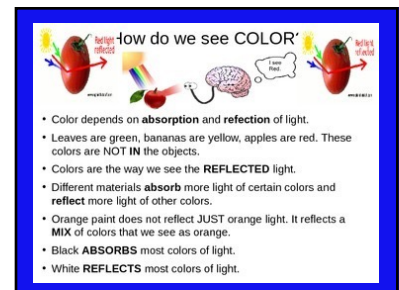 How do we see COLOR?
Red light
reflected
I see
Red.
Red light
reflected
• Color depends on absorption and refection of light.
• Leaves are green, bananas are yellow, apples are red. These
colors are NOT IN the objects.
• Colors are the way we see the REFLECTED light.
• Different materials absorb more light of certain colors and
reflect more light of other colors.
• Orange paint does not reflect JUST orange light. It reflects a
MIX of colors that we see as orange.
• Black ABSORBS most colors of light.
• White REFLECTS most colors of light.